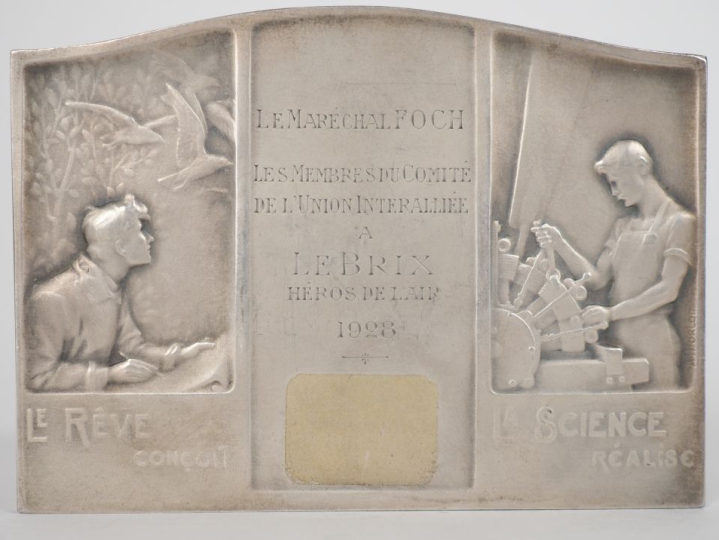 LE MARÉCHAL FOCH
LES MEMBRES DU COMITÉ
DE L'UNION INTERALLIÉE
A
LE BRIX
HÉROS DE L'AIR
1928
LE RÊVE
CONÇOIT
LA SCIENCE
RÉALISE